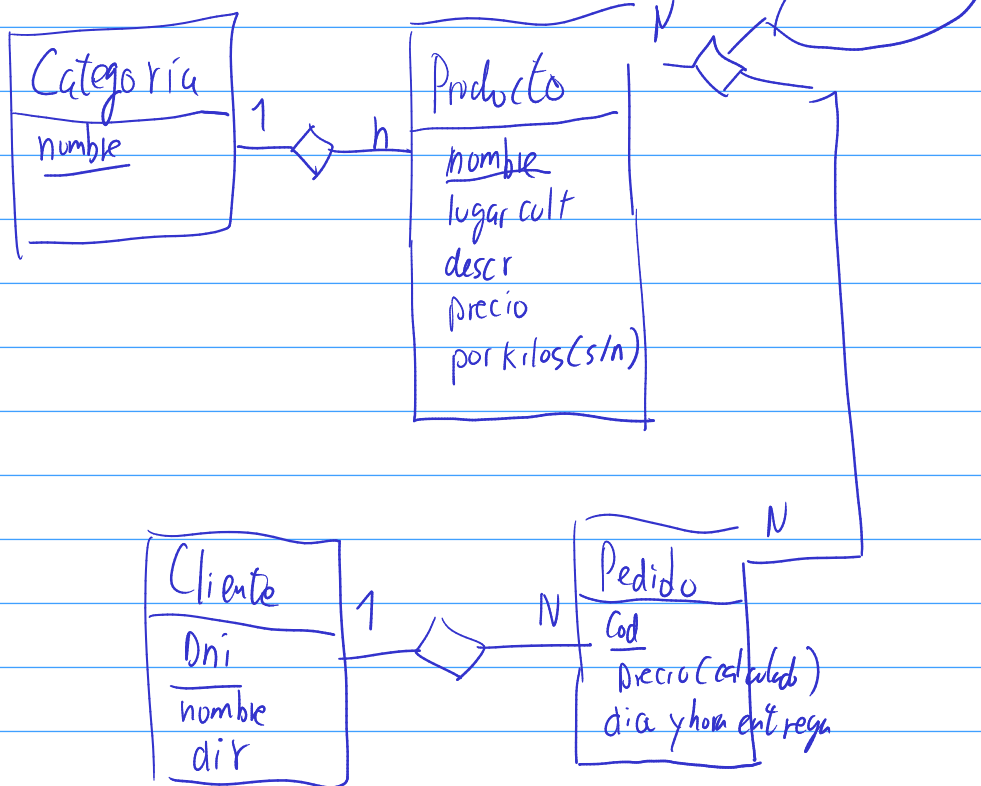 Categoría
nombre
1
n
Producto
nombre
lugar cult
descr
precio
por kilos (s/n)
N
Cliente
Dni
nombre
dir
1
N
Pedido
Cod
precio (calculado)
dia y hora entrega
N